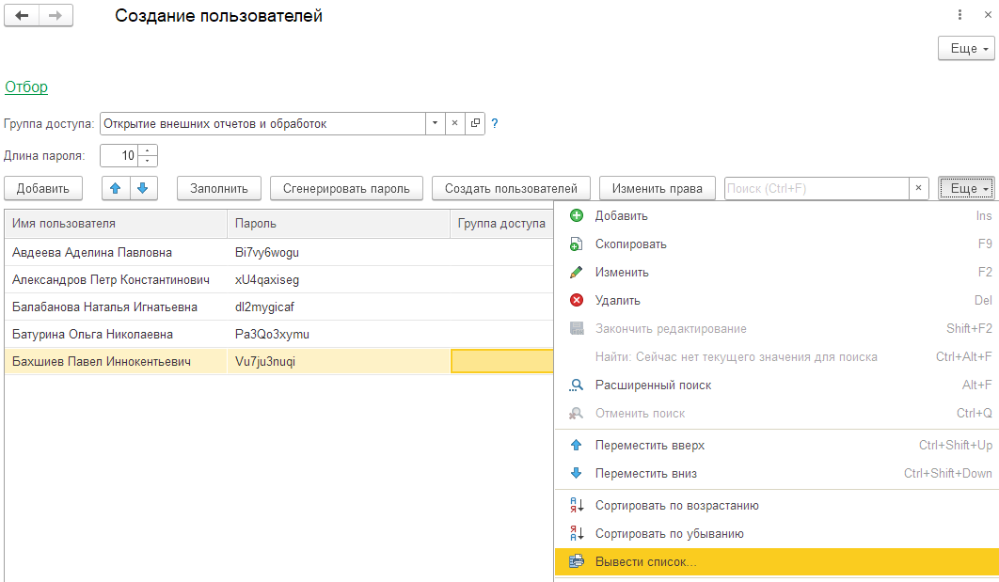 Создание пользователей
Еще
Отбор
Группа доступа: Открытие внешних отчетов и обработок ?
Длина пароля: 10
Добавить Заполнить Сгенерировать пароль Создать пользователей Изменить права Поиск (Ctrl+F) Еще
Имя пользователя Пароль Группа доступа
Авдеева Аделина Павловна Bi7vy6wogu
Александров Петр Константинович xU4qaxiseg
Балабанова Наталья Игнатьевна dl2mygicaf
Батурина Ольга Николаевна Pa3Qo3xymu
Бахшиев Павел Иннокентьевич Vu7ju3nuqi
Добавить Ins
Скопировать F9
Изменить F2
Удалить Del
Закончить редактирование Shift+F2
Найти: Сейчас нет текущего значения для поиска Ctrl+Alt+F
Расширенный поиск Alt+F
Отменить поиск Ctrl+Q
Переместить вверх Ctrl+Shift+Up
Переместить вниз Ctrl+Shift+Down
Сортировать по возрастанию
Сортировать по убыванию
Вывести список...